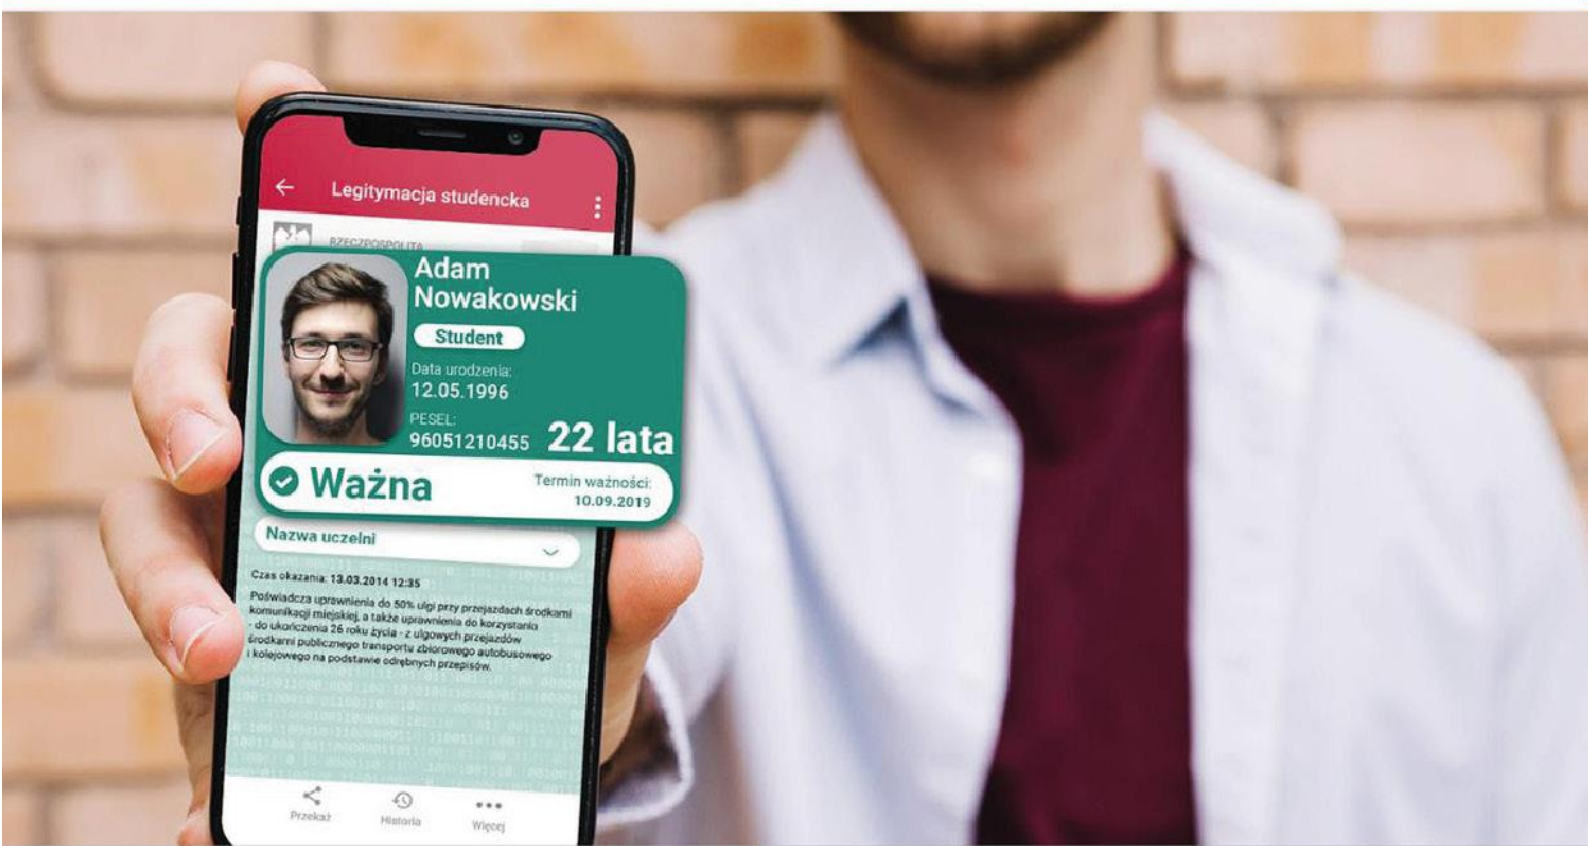 Legitymacja studencka
RZECZPOSPOLITA
Adam
Nowakowski
Student
Data urodzenia:
12.05.1996
PESEL:
96051210455
22 lata
Ważna
Termin ważności:
10.09.2019
Nazwa uczelni
Czas okazania: 13.03.2014 12:35
Poświadcza uprawnienia do 50% ulgi przy przejazdach środkami
komunikacji miejskiej, a także uprawnienia do korzystania
- do ukończenia 26 roku życia - z ulgowych przejazdów
środkami publicznego transportu zbiorowego autobusowego
i kolejowego na podstawie odrębnych przepisów.
Przekaż
Historia
Więcej